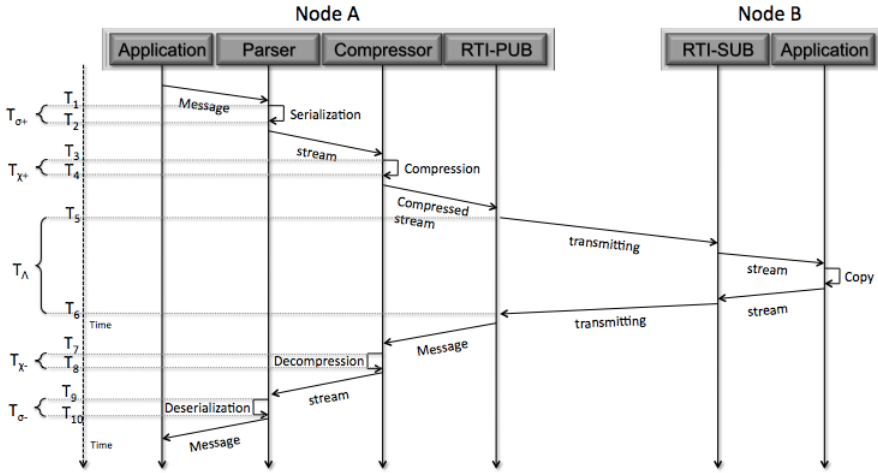 Node A
Node B
Application
Parser
Compressor
RTI-PUB
RTI-SUB
Application
T1
Message
Tσ+
Serialization
T2
T3
stream
Tχ+
Compression
T4
Compressed
stream
T5
transmitting
stream
TΛ
Copy
stream
T6
transmitting
Time
T7
Message
Tχ-
Decompression
T8
T9
stream
Tσ-
Deserialization
T10
Time
Message